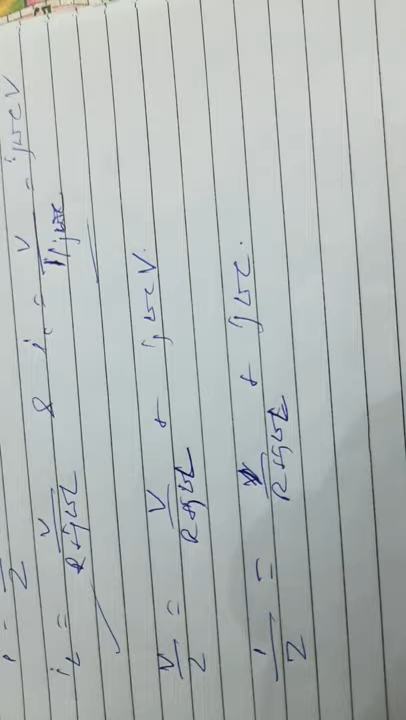 i = V/Z
i_L = V/(R+jωL) & i_c = V/(1/jωc) = jωcV
V/Z = V/(R+jωL) + jωcV.
1/Z = 1/(R+jωL) + jωc.